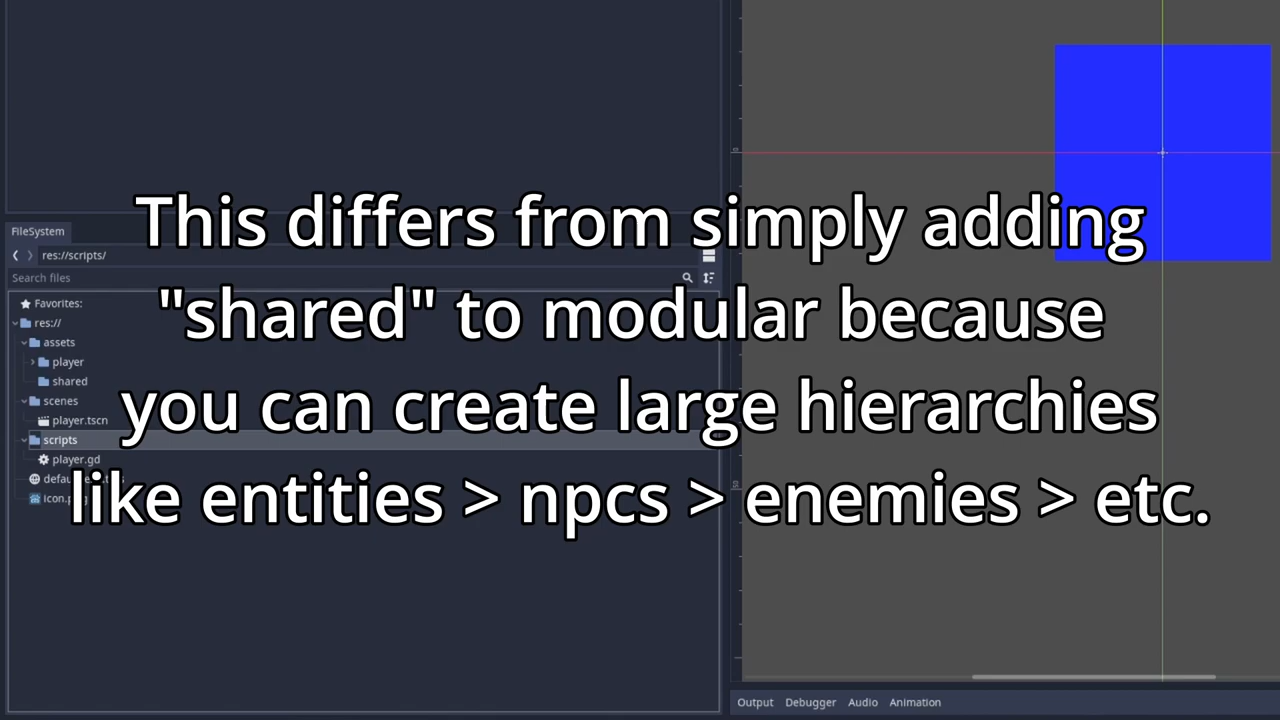 FileSystem
res://scripts/
Search files
Favorites:
res://
assets
player
shared
scenes
player.tscn
scripts
player.gd
This differs from simply adding
"shared" to modular because
you can create large hierarchies
like entities > npcs > enemies > etc.
Output Debugger Audio Animation